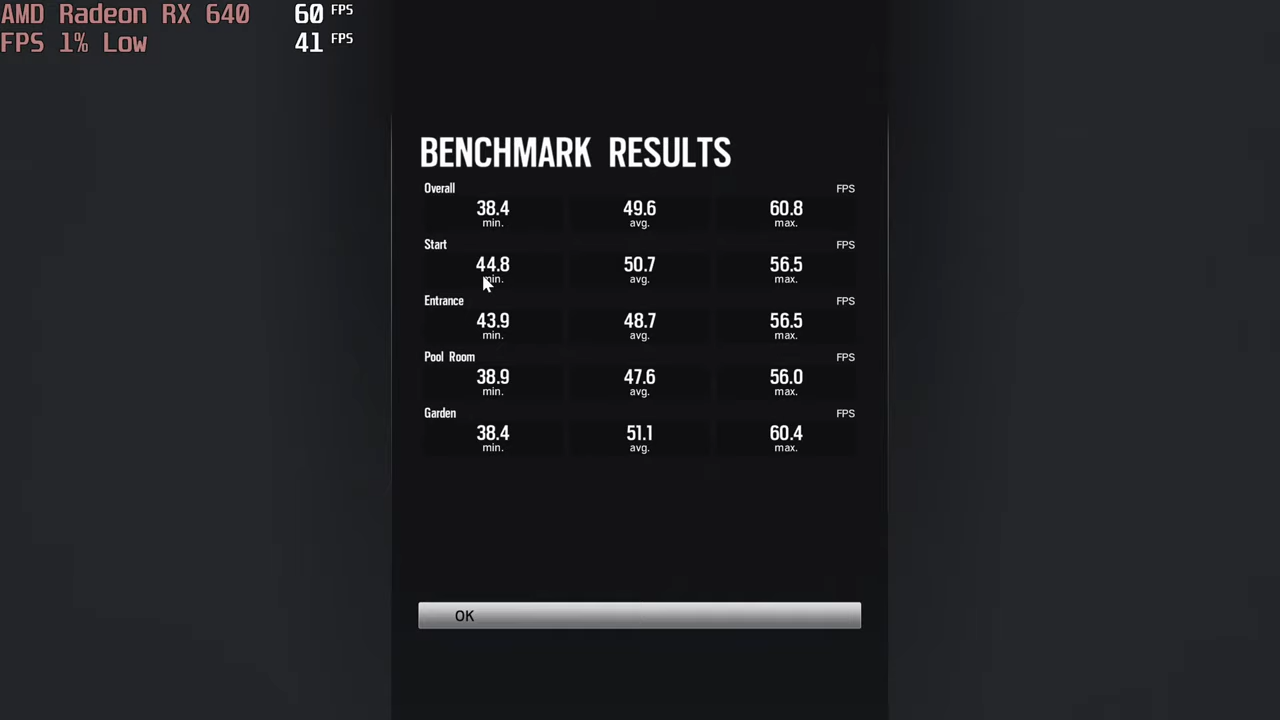 AMD Radeon RX 640 60 FPS
FPS 1% Low 41 FPS
BENCHMARK RESULTS
Overall FPS
38.4 49.6 60.8
min. avg. max.
Start FPS
44.8 50.7 56.5
min. avg. max.
Entrance FPS
43.9 48.7 56.5
min. avg. max.
Pool Room FPS
38.9 47.6 56.0
min. avg. max.
Garden FPS
38.4 51.1 60.4
min. avg. max.
OK